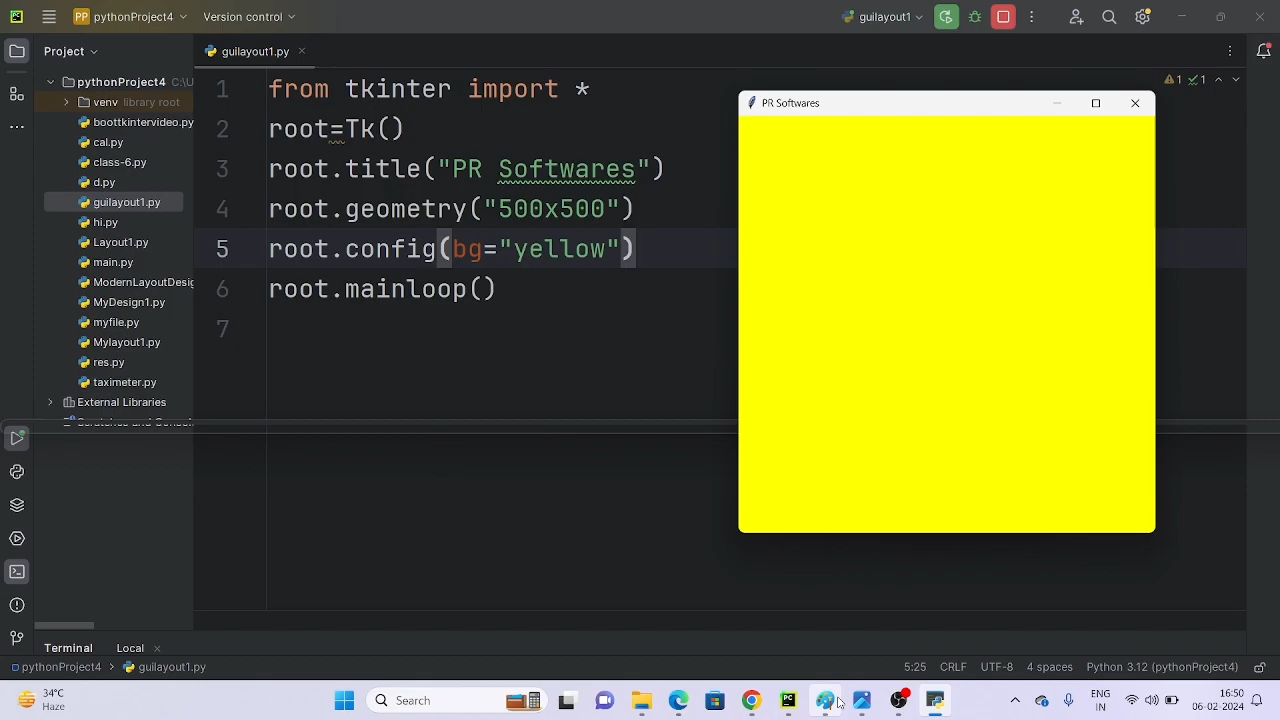 PP pythonProject4 Version control guilayout1
Project guilayout1.py
pythonProject4 C:\U
venv library root
boottkintervideo.py
cal.py
class-6.py
d.py
guilayout1.py
hi.py
Layout1.py
main.py
ModernLayoutDesig
MyDesign1.py
myfile.py
Mylayout1.py
res.py
taximeter.py
External Libraries
1 from tkinter import *
2 root=Tk()
3 root.title("PR Softwares")
4 root.geometry("500x500")
5 root.config(bg="yellow")
6 root.mainloop()
7
1 1
PR Softwares
Terminal Local
pythonProject4 > guilayout1.py 5:25 CRLF UTF-8 4 spaces Python 3.12 (pythonProject4)
34°C
Haze
Search
PC
ENG
IN
16:50
06-02-2024